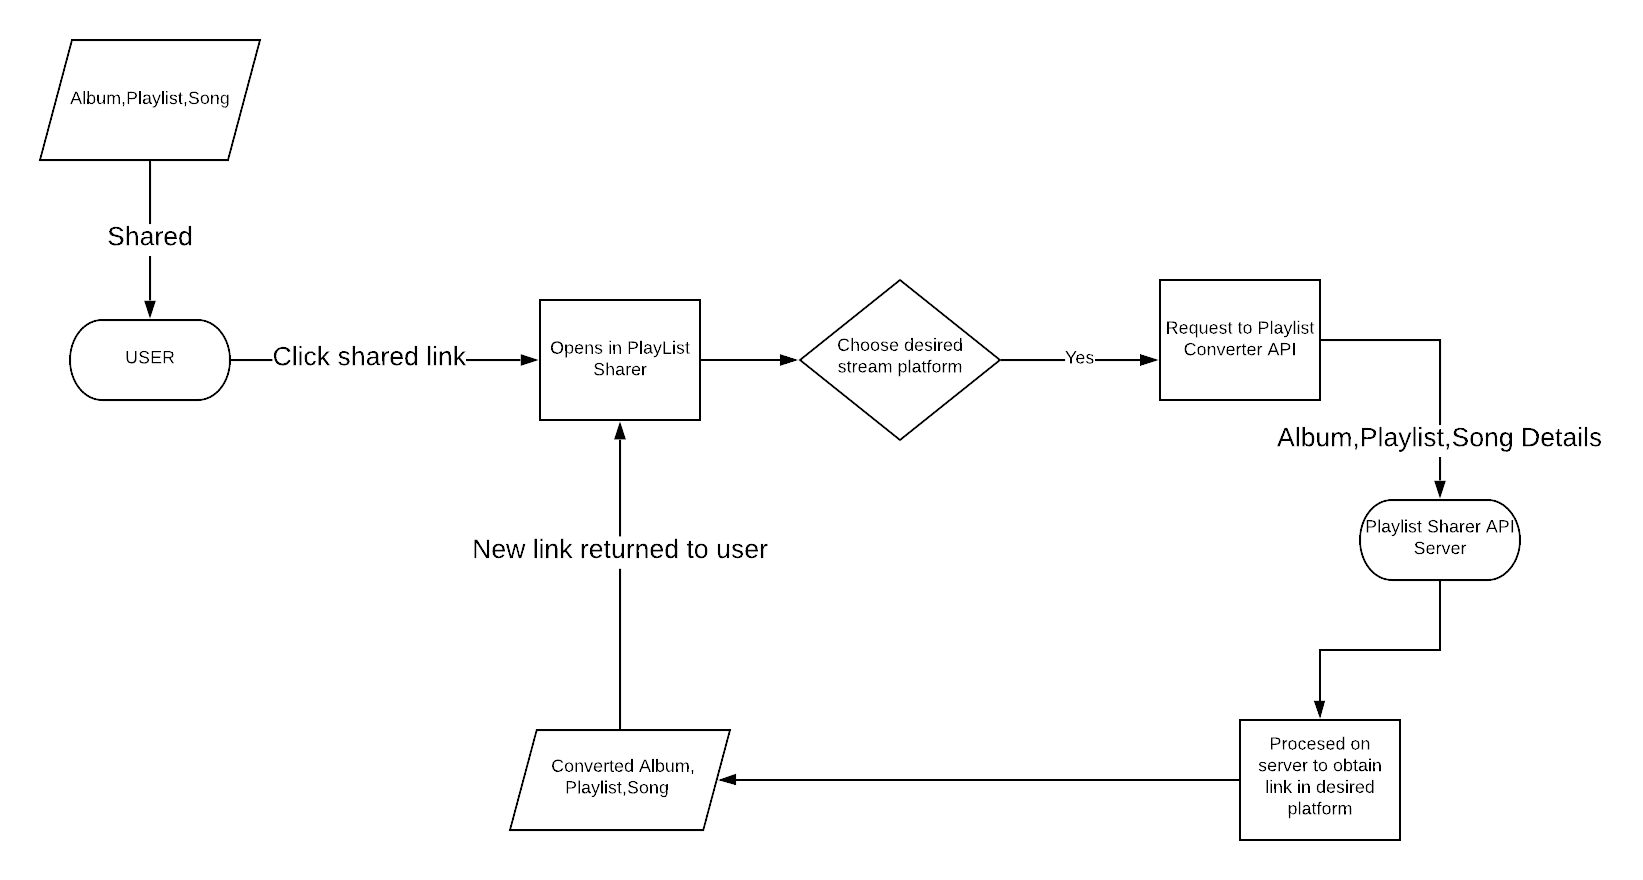 Album,Playlist,Song
Shared
USER
Click shared link
Opens in PlayList
Sharer
Choose desired
stream platform
Yes
Request to Playlist
Converter API
Album,Playlist,Song Details
Playlist Sharer API
Server
Procesed on
server to obtain
link in desired
platform
Converted Album,
Playlist,Song
New link returned to user